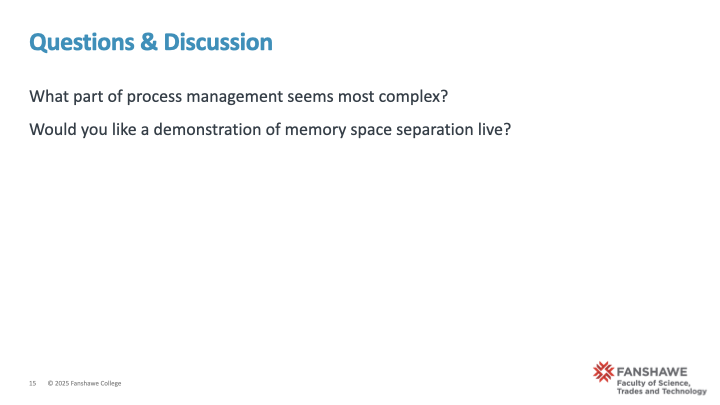 Questions & Discussion
What part of process management seems most complex?
Would you like a demonstration of memory space separation live?
15 © 2025 Fanshawe College
FANSHAWE
Faculty of Science,
Trades and Technology